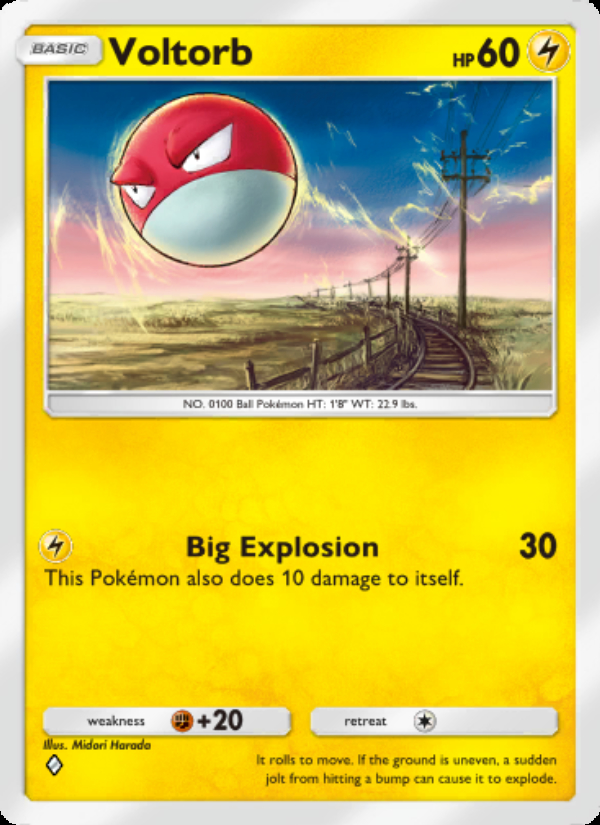 BASIC Voltorb HP 60
NO. 0100 Ball Pokémon HT: 1'8" WT: 22.9 lbs.
Big Explosion 30
This Pokémon also does 10 damage to itself.
weakness +20 retreat
Illus. Midori Harada
It rolls to move. If the ground is uneven, a sudden
jolt from hitting a bump can cause it to explode.